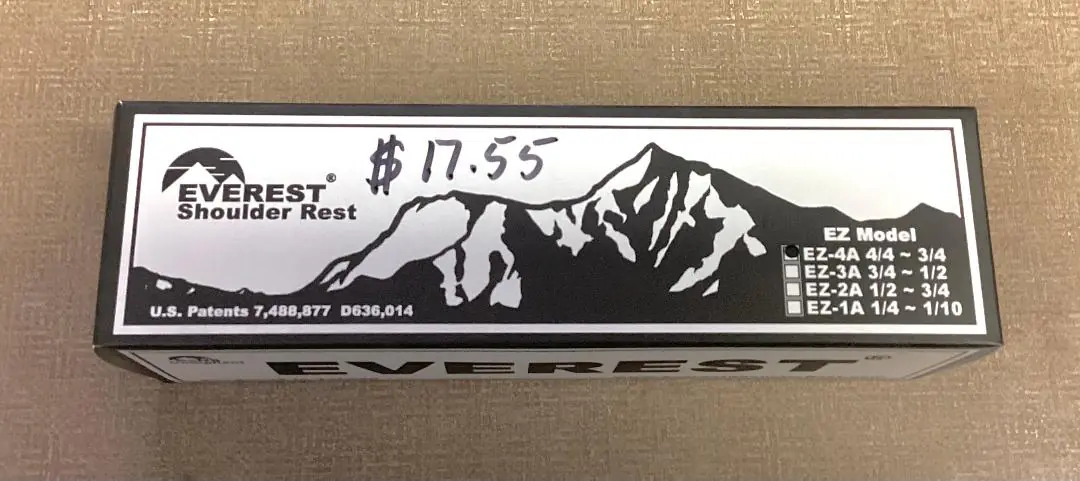 $ 17.55
EVEREST®
Shoulder Rest
EZ Model
EZ-4A 4/4 ~ 3/4
EZ-3A 3/4 ~ 1/2
EZ-2A 1/2 ~ 3/4
EZ-1A 1/4 ~ 1/10
U.S. Patents 7,488,877 D636,014
EVEREST